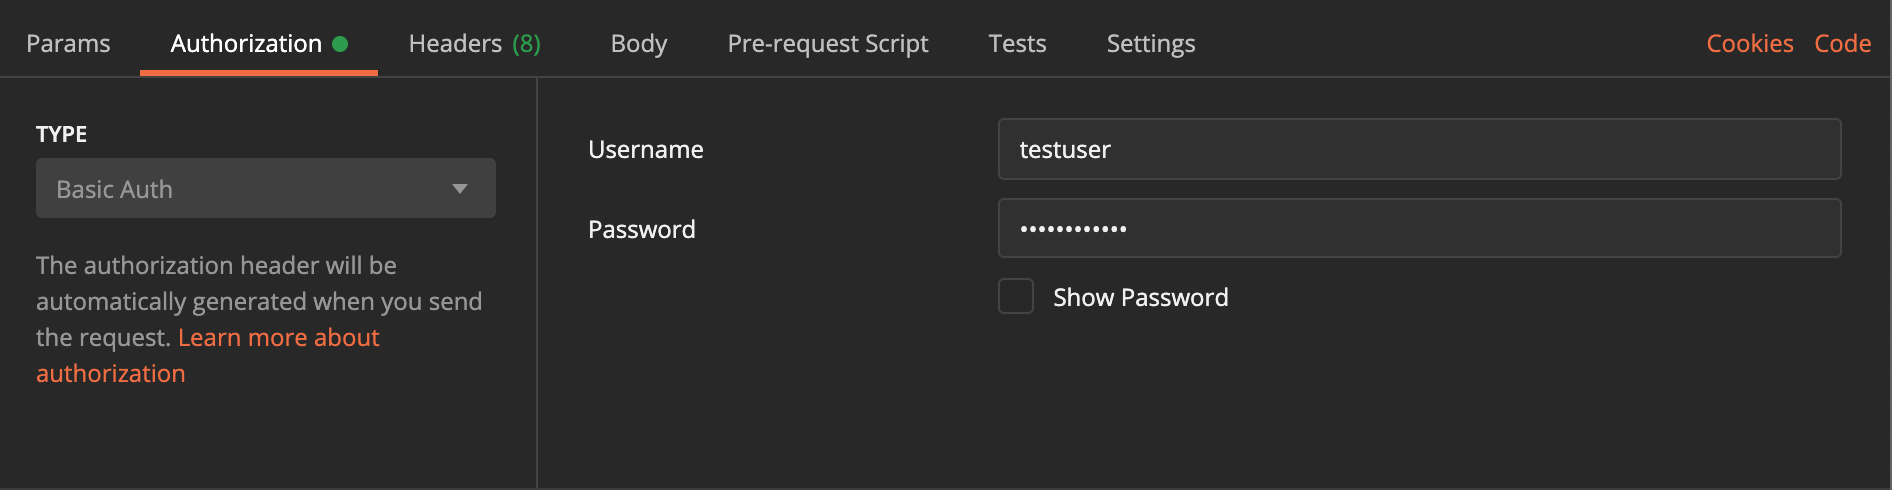 Params Authorization Headers (8) Body Pre-request Script Tests Settings Cookies Code
TYPE
Basic Auth
The authorization header will be
automatically generated when you send
the request. Learn more about
authorization
Username testuser
Password ••••••••••••
Show Password